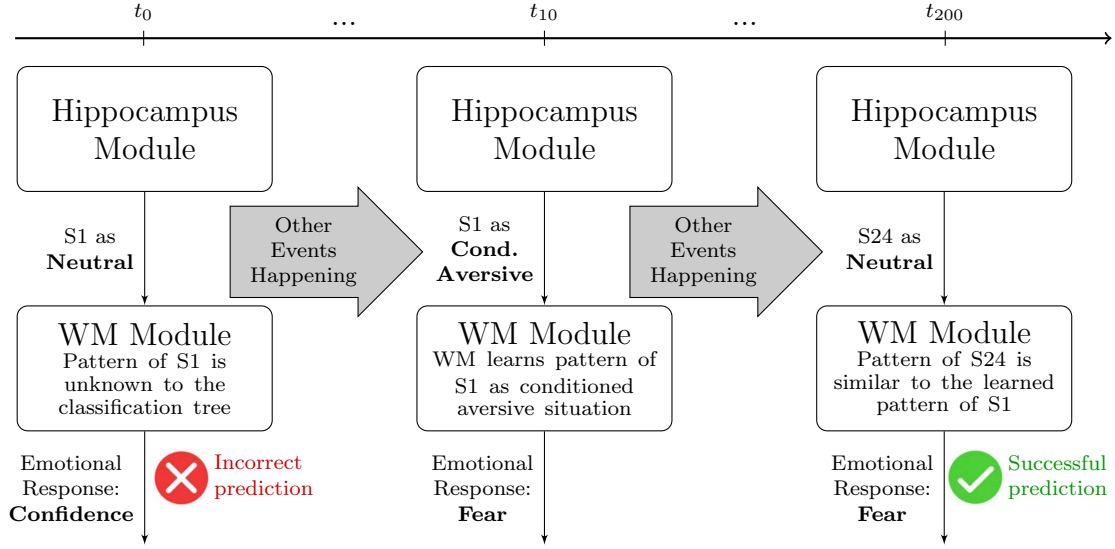 t0
...
t10
...
t200
Hippocampus
Module
Hippocampus
Module
Hippocampus
Module
S1 as
Neutral
Other
Events
Happening
S1 as
Cond.
Aversive
Other
Events
Happening
S24 as
Neutral
WM Module
Pattern of S1 is
unknown to the
classification tree
WM Module
WM learns pattern of
S1 as conditioned
aversive situation
WM Module
Pattern of S24 is
similar to the learned
pattern of S1
Emotional
Response:
Confidence
Incorrect
prediction
Emotional
Response:
Fear
Emotional
Response:
Fear
Successful
prediction